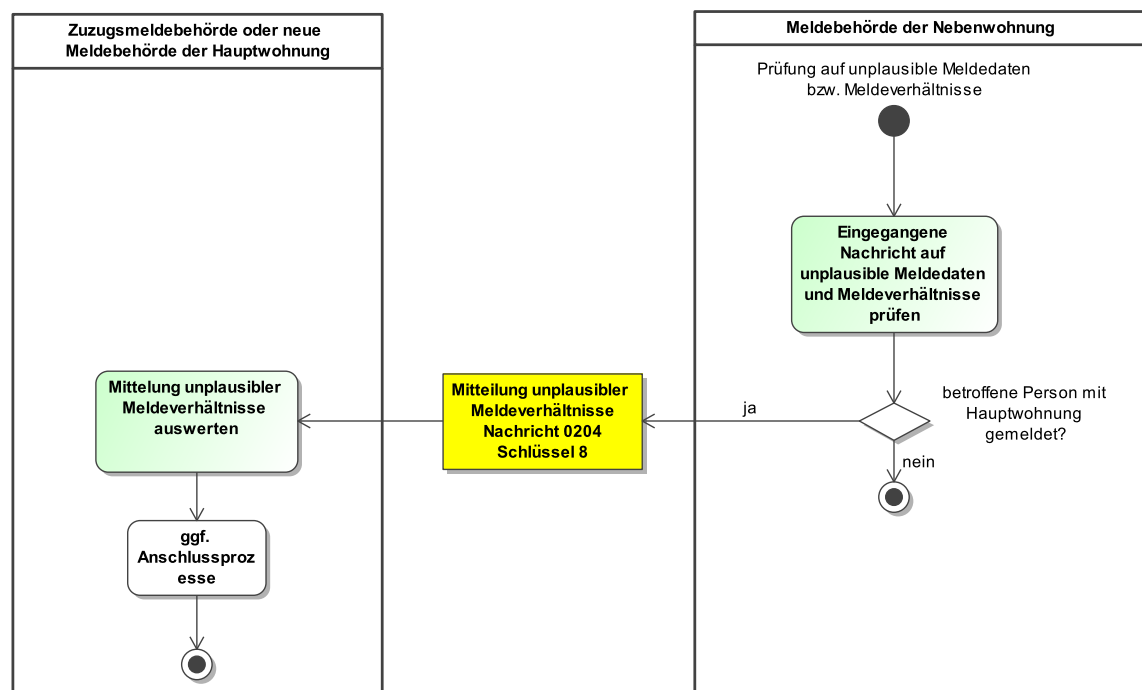 Zuzugsmeldebehörde oder neue
Meldebehörde der Hauptwohnung
Meldebehörde der Nebenwohnung
Prüfung auf unplausible Meldedaten
bzw. Meldeverhältnisse
Eingegangene
Nachricht auf
unplausible Meldedaten
und Meldeverhältnisse
prüfen
betroffene Person mit
Hauptwohnung
gemeldet?
ja
nein
Mitteilung unplausibler
Meldeverhältnisse
Nachricht 0204
Schlüssel 8
Mittelung unplausibler
Meldeverhältnisse
auswerten
ggf.
Anschlussproz
esse